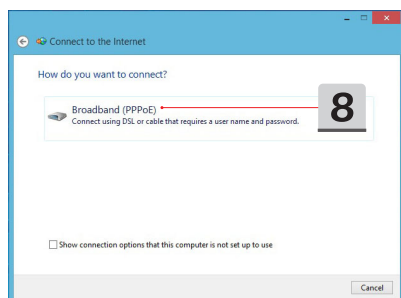 Connect to the Internet
How do you want to connect?
Broadband (PPPoE)
Connect using DSL or cable that requires a user name and password.
8
Show connection options that this computer is not set up to use
Cancel